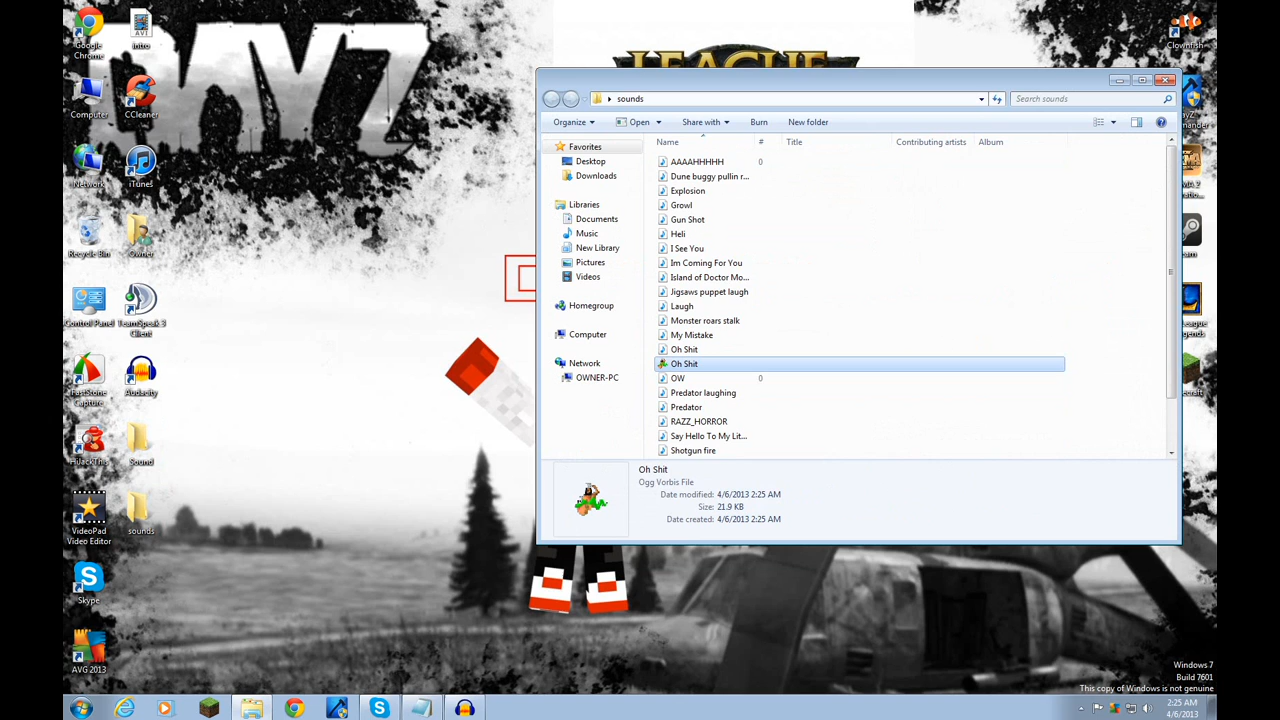 DAYZ
LEAGUE
Google
Chrome
intro
Computer
CCleaner
Network
iTunes
Recycle Bin
Owner
Control Panel
TeamSpeak 3
Client
FastStone
Capture
Audacity
HiJackThis
Sound
VideoPad
Video Editor
sounds
Skype
AVG 2013
Clownfish
sounds
Search sounds
Organize
Open
Share with
Burn
New folder
Favorites
Desktop
Downloads
Libraries
Documents
Music
New Library
Pictures
Videos
Homegroup
Computer
Network
OWNER-PC
Name # Title Contributing artists Album
AAAAHHHHH 0
Dune buggy pullin r...
Explosion
Growl
Gun Shot
Heli
I See You
Im Coming For You
Island of Doctor Mo...
Jigsaws puppet laugh
Laugh
Monster roars stalk
My Mistake
Oh Shit
Oh Shit
OW 0
Predator laughing
Predator
RAZZ_HORROR
Say Hello To My Lit...
Shotgun fire
Oh Shit
Ogg Vorbis File
Date modified: 4/6/2013 2:25 AM
Size: 21.9 KB
Date created: 4/6/2013 2:25 AM
Windows 7
Build 7601
This copy of Windows is not genuine
2:25 AM
4/6/2013